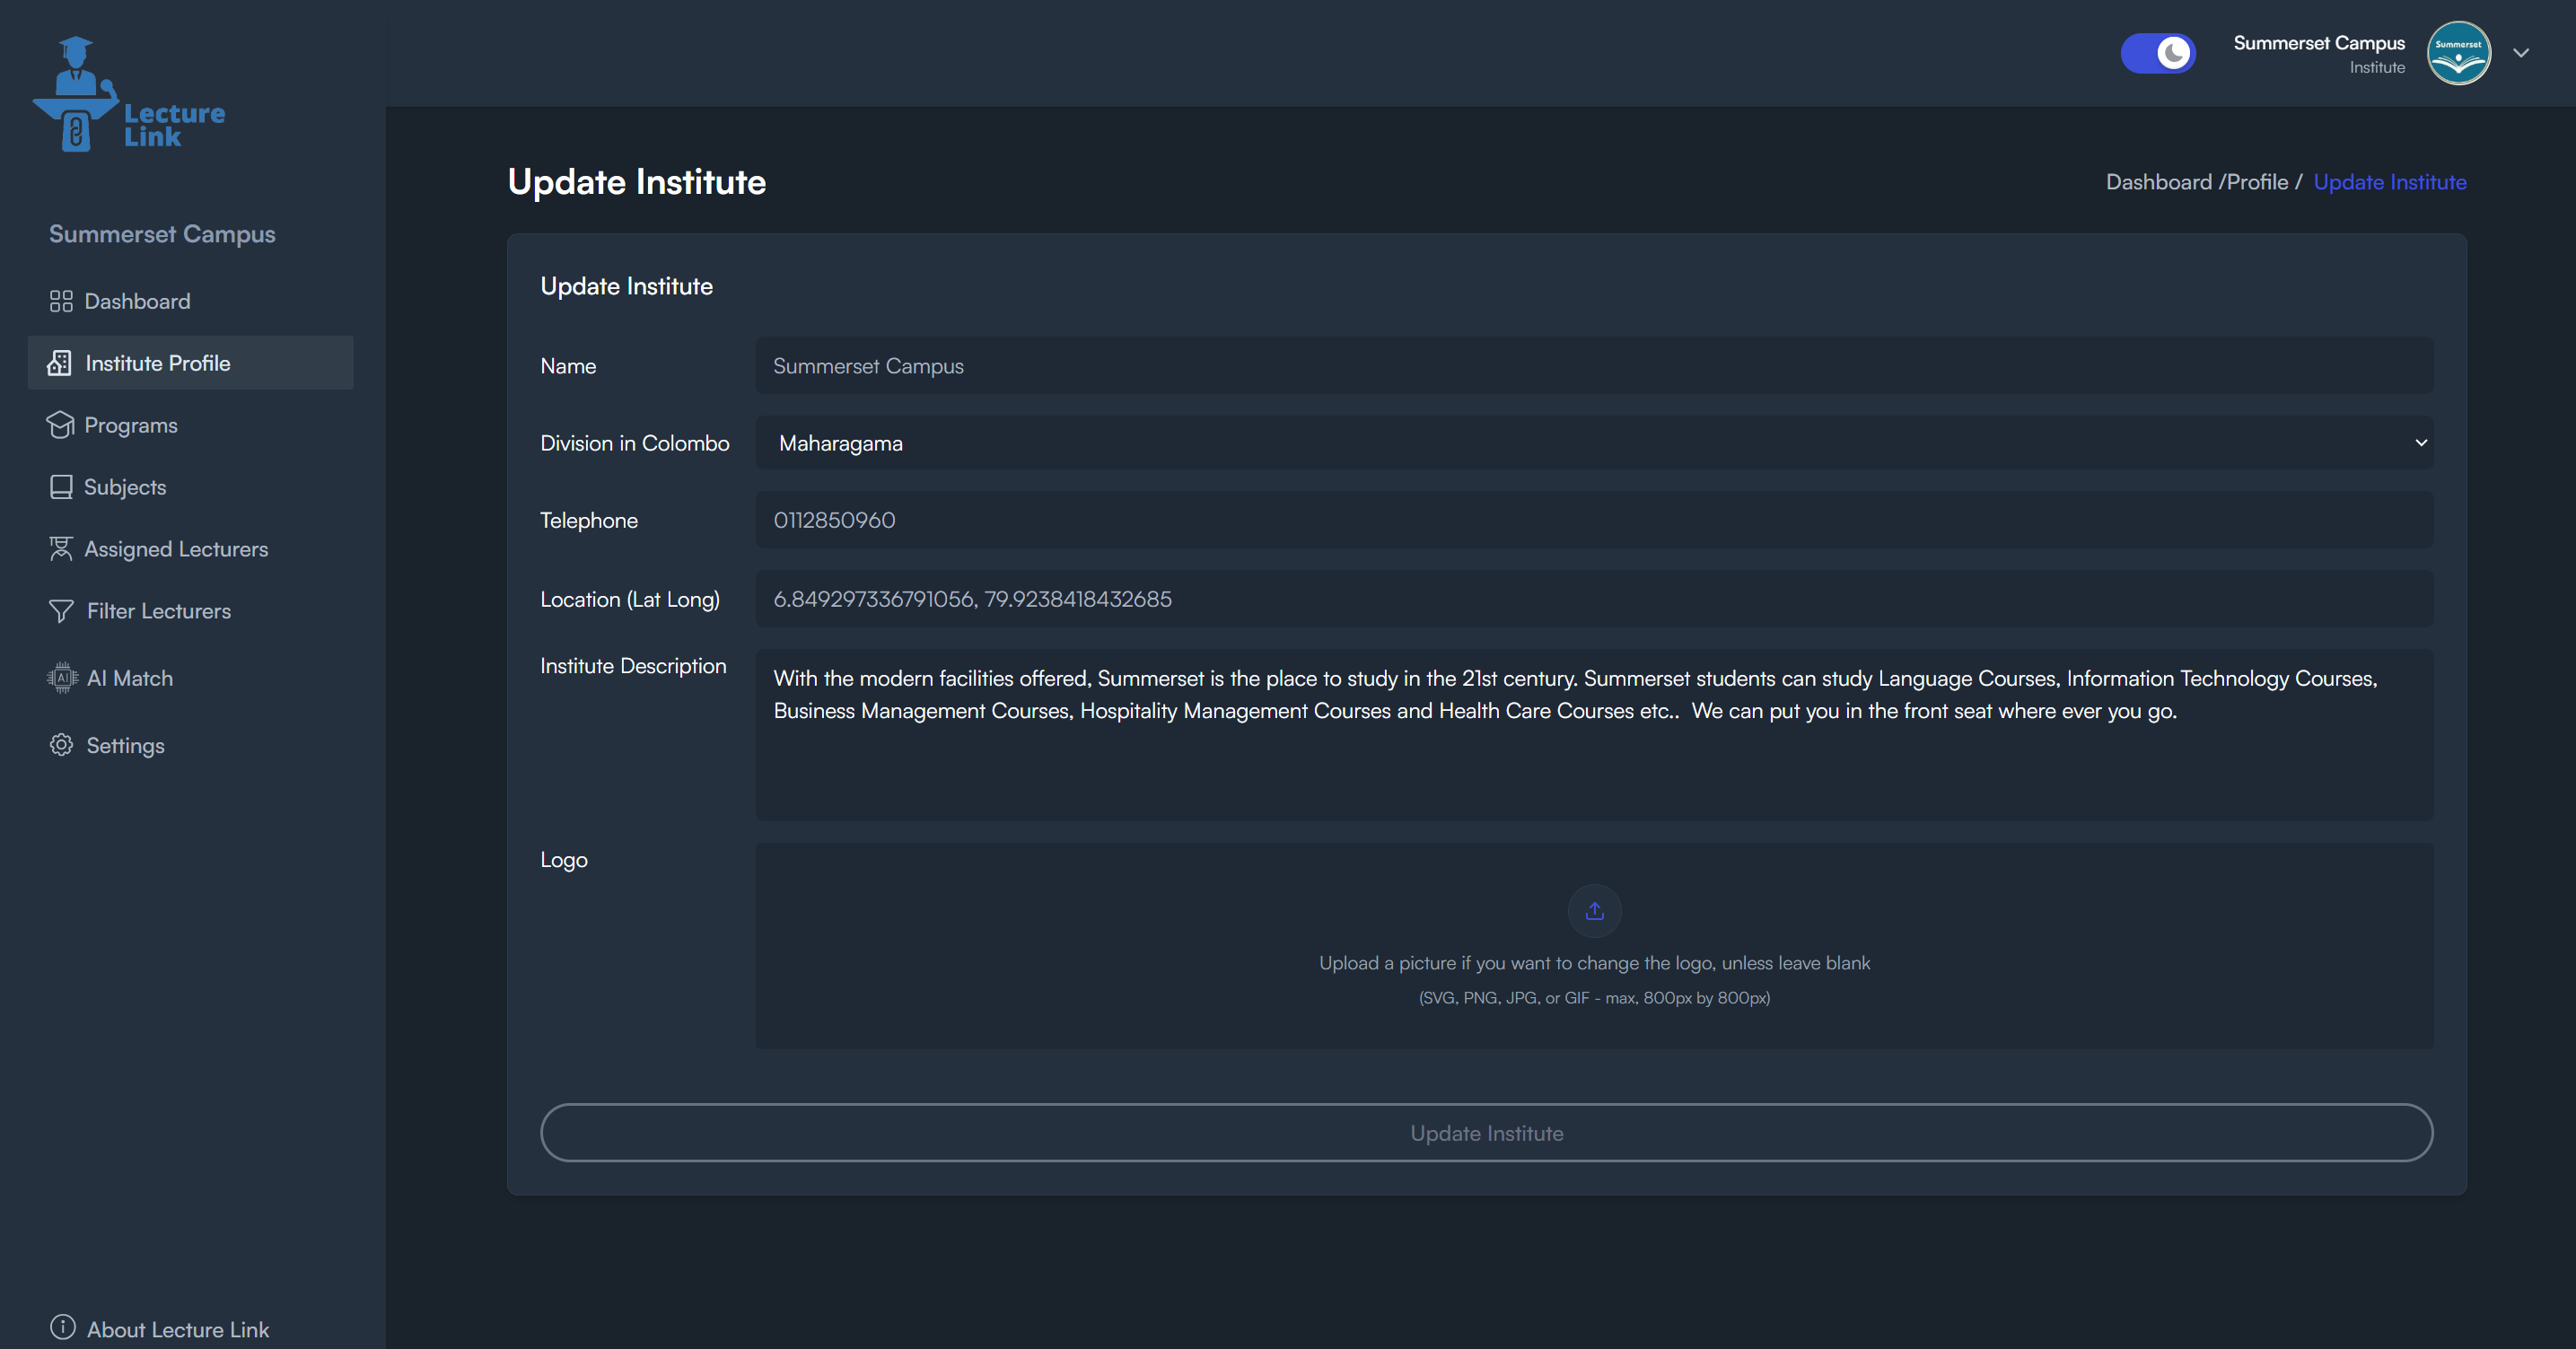 Lecture
Link
Summerset Campus
Institute
Summerset
Summerset Campus
Dashboard
Institute Profile
Programs
Subjects
Assigned Lecturers
Filter Lecturers
AI
AI Match
Settings
About Lecture Link
Update Institute
Dashboard /Profile / Update Institute
Update Institute
Name
Summerset Campus
Division in Colombo
Maharagama
Telephone
0112850960
Location (Lat Long)
6.849297336791056, 79.9238418432685
Institute Description
With the modern facilities offered, Summerset is the place to study in the 21st century. Summerset students can study Language Courses, Information Technology Courses,
Business Management Courses, Hospitality Management Courses and Health Care Courses etc..  We can put you in the front seat where ever you go.
Logo
Upload a picture if you want to change the logo, unless leave blank
(SVG, PNG, JPG, or GIF - max, 800px by 800px)
Update Institute